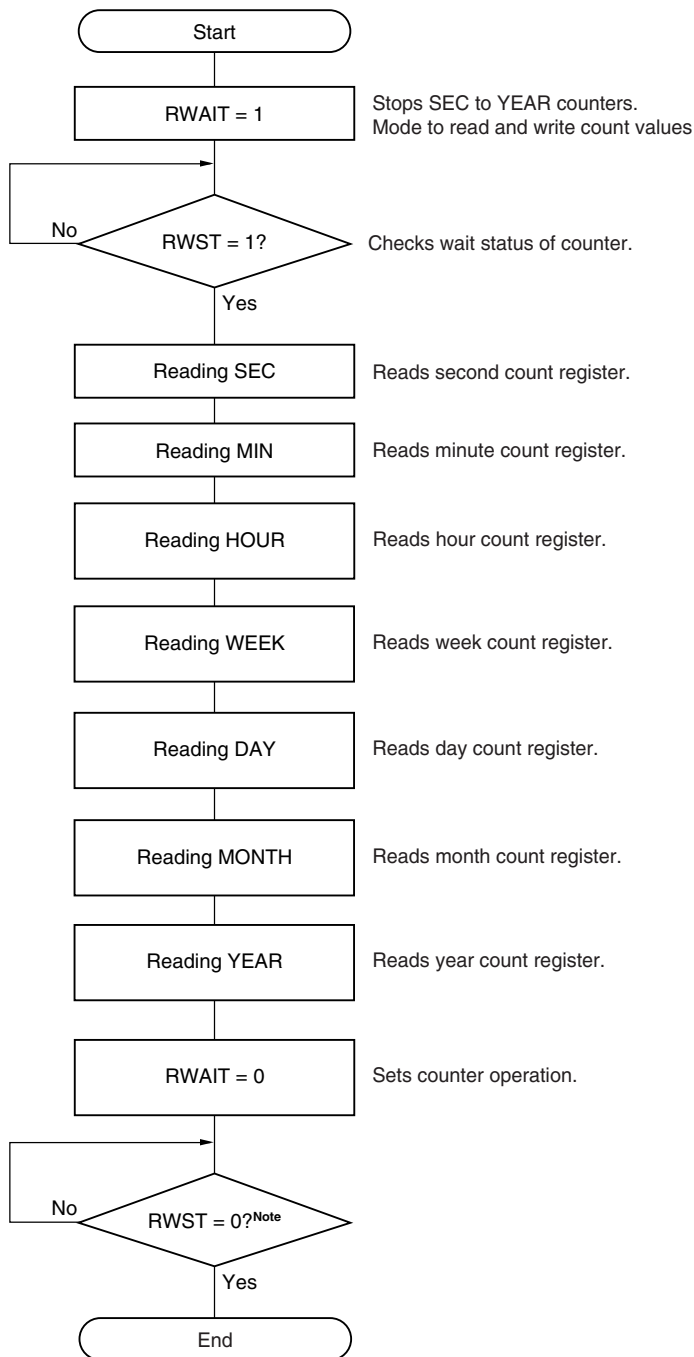 Start
RWAIT = 1
Stops SEC to YEAR counters.
Mode to read and write count values
No
RWST = 1?
Checks wait status of counter.
Yes
Reading SEC
Reads second count register.
Reading MIN
Reads minute count register.
Reading HOUR
Reads hour count register.
Reading WEEK
Reads week count register.
Reading DAY
Reads day count register.
Reading MONTH
Reads month count register.
Reading YEAR
Reads year count register.
RWAIT = 0
Sets counter operation.
No
RWST = 0?Note
Yes
End